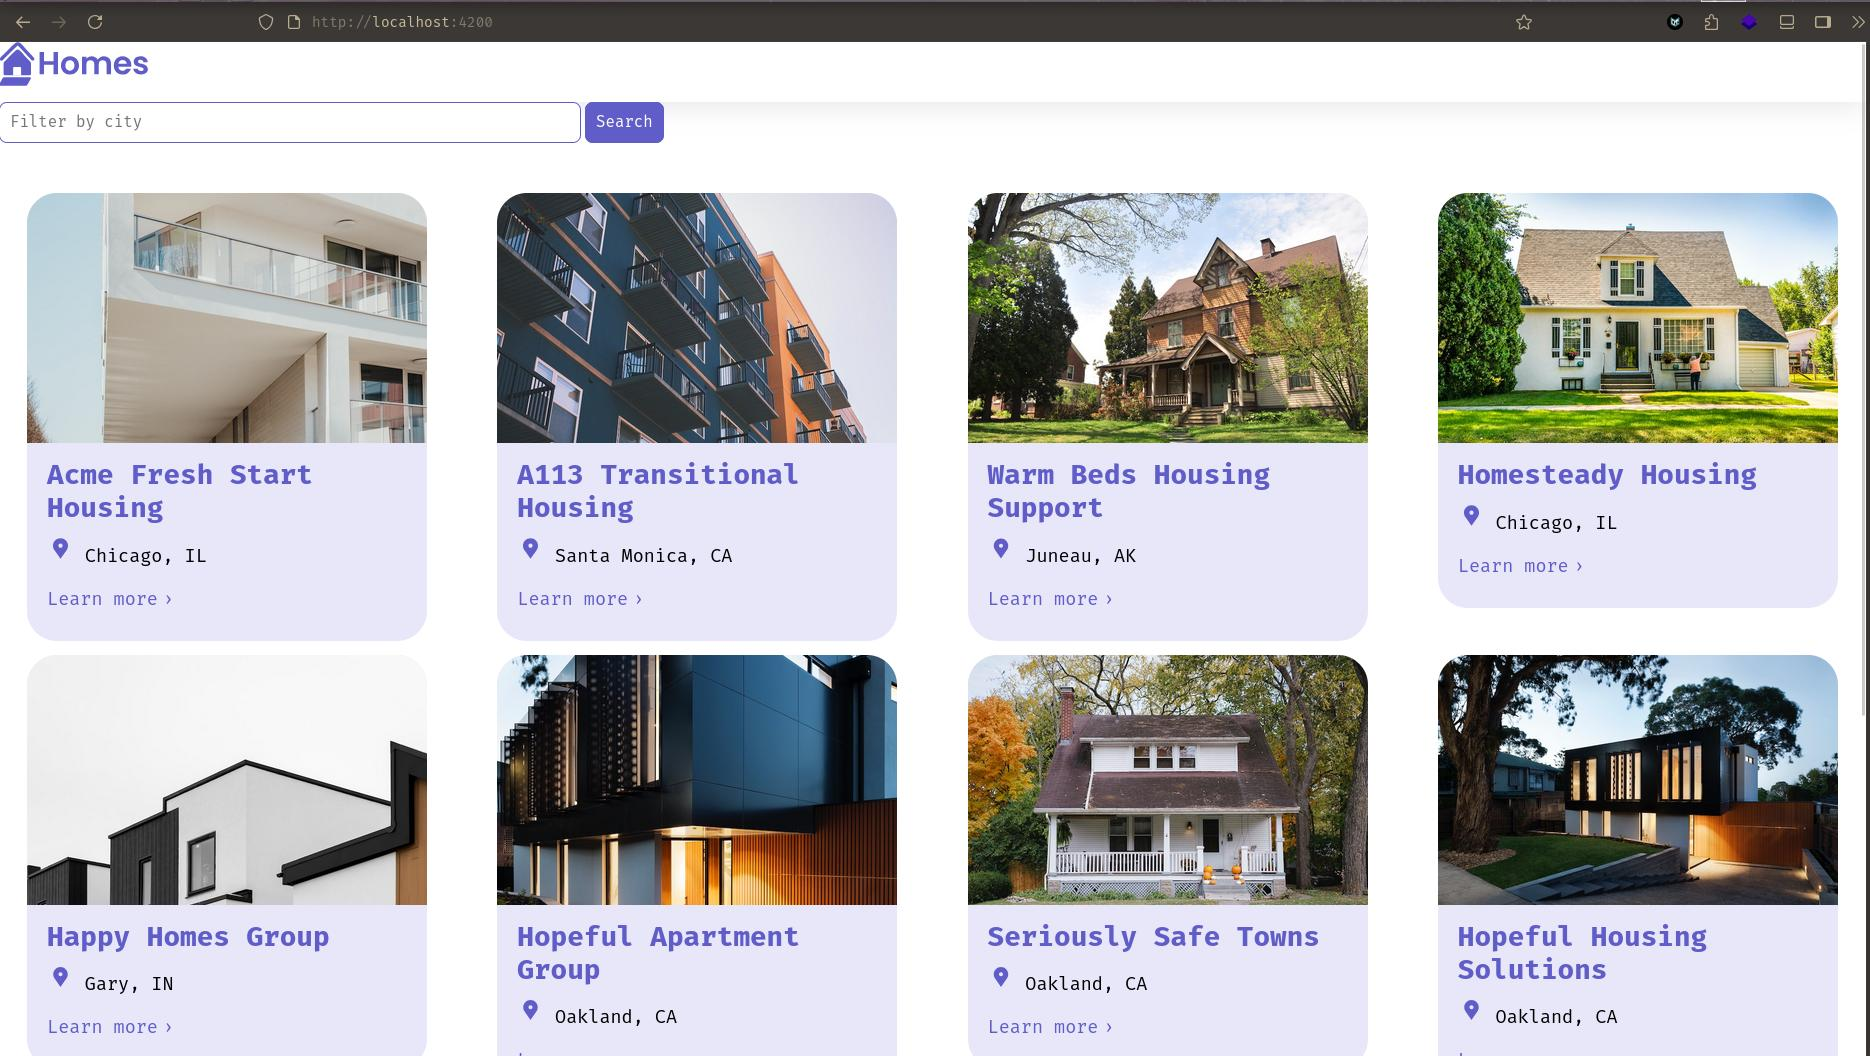 http://localhost:4200
Homes
Filter by city
Search
Acme Fresh Start
Housing
Chicago, IL
Learn more ›
A113 Transitional
Housing
Santa Monica, CA
Learn more ›
Warm Beds Housing
Support
Juneau, AK
Learn more ›
Homesteady Housing
Chicago, IL
Learn more ›
Happy Homes Group
Gary, IN
Learn more ›
Hopeful Apartment
Group
Oakland, CA
Seriously Safe Towns
Oakland, CA
Learn more ›
Hopeful Housing
Solutions
Oakland, CA